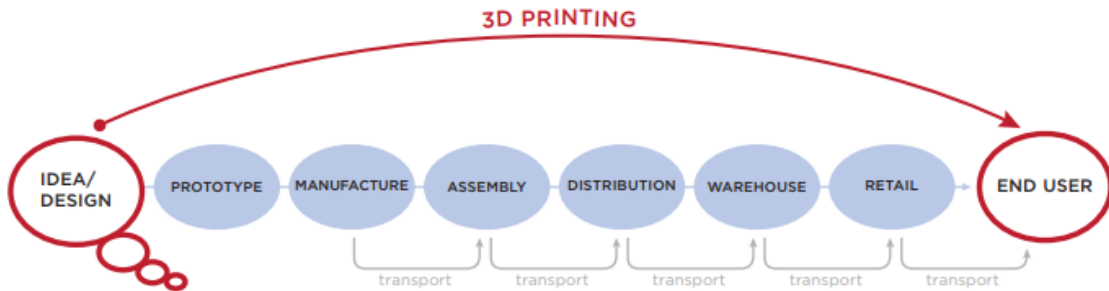 3D PRINTING
IDEA/
DESIGN
PROTOTYPE
MANUFACTURE
ASSEMBLY
DISTRIBUTION
WAREHOUSE
RETAIL
END USER
transport
transport
transport
transport
transport